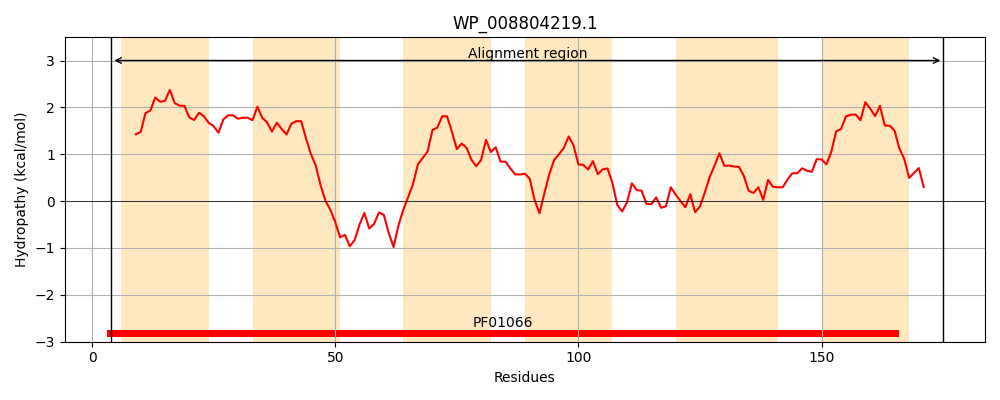 WP_008804219.1
Alignment region
3
2
1
0
−1
−2
−3
Hydropathy (kcal/mol)
PF01066
0
50
100
150
Residues